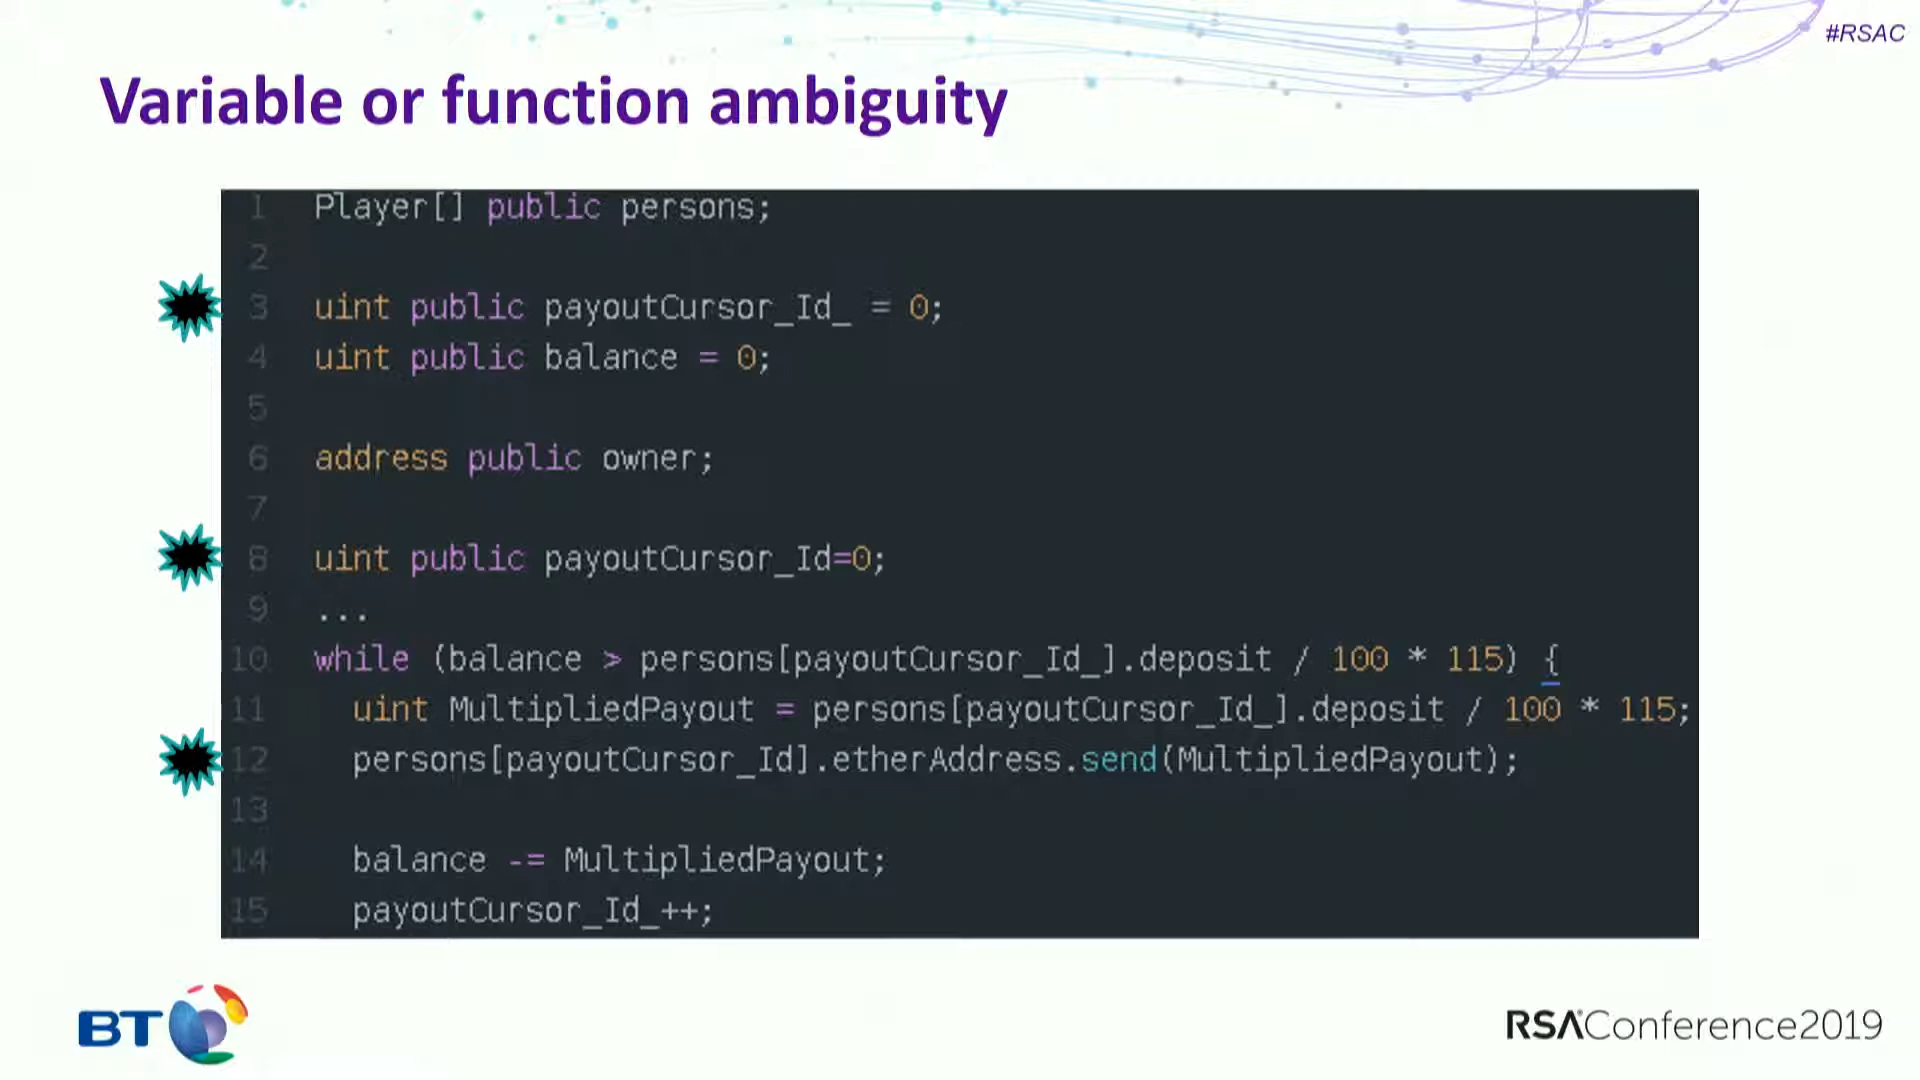 #RSAC
Variable or function ambiguity
1 Player[] public persons;
2
3 uint public payoutCursor_Id_ = 0;
4 uint public balance = 0;
5
6 address public owner;
7
8 uint public payoutCursor_Id=0;
9 ...
10 while (balance > persons[payoutCursor_Id_].deposit / 100 * 115) {
11 uint MultipliedPayout = persons[payoutCursor_Id_].deposit / 100 * 115;
12 persons[payoutCursor_Id].etherAddress.send(MultipliedPayout);
13
14 balance -= MultipliedPayout;
15 payoutCursor_Id_++;
BT
RSAConference2019